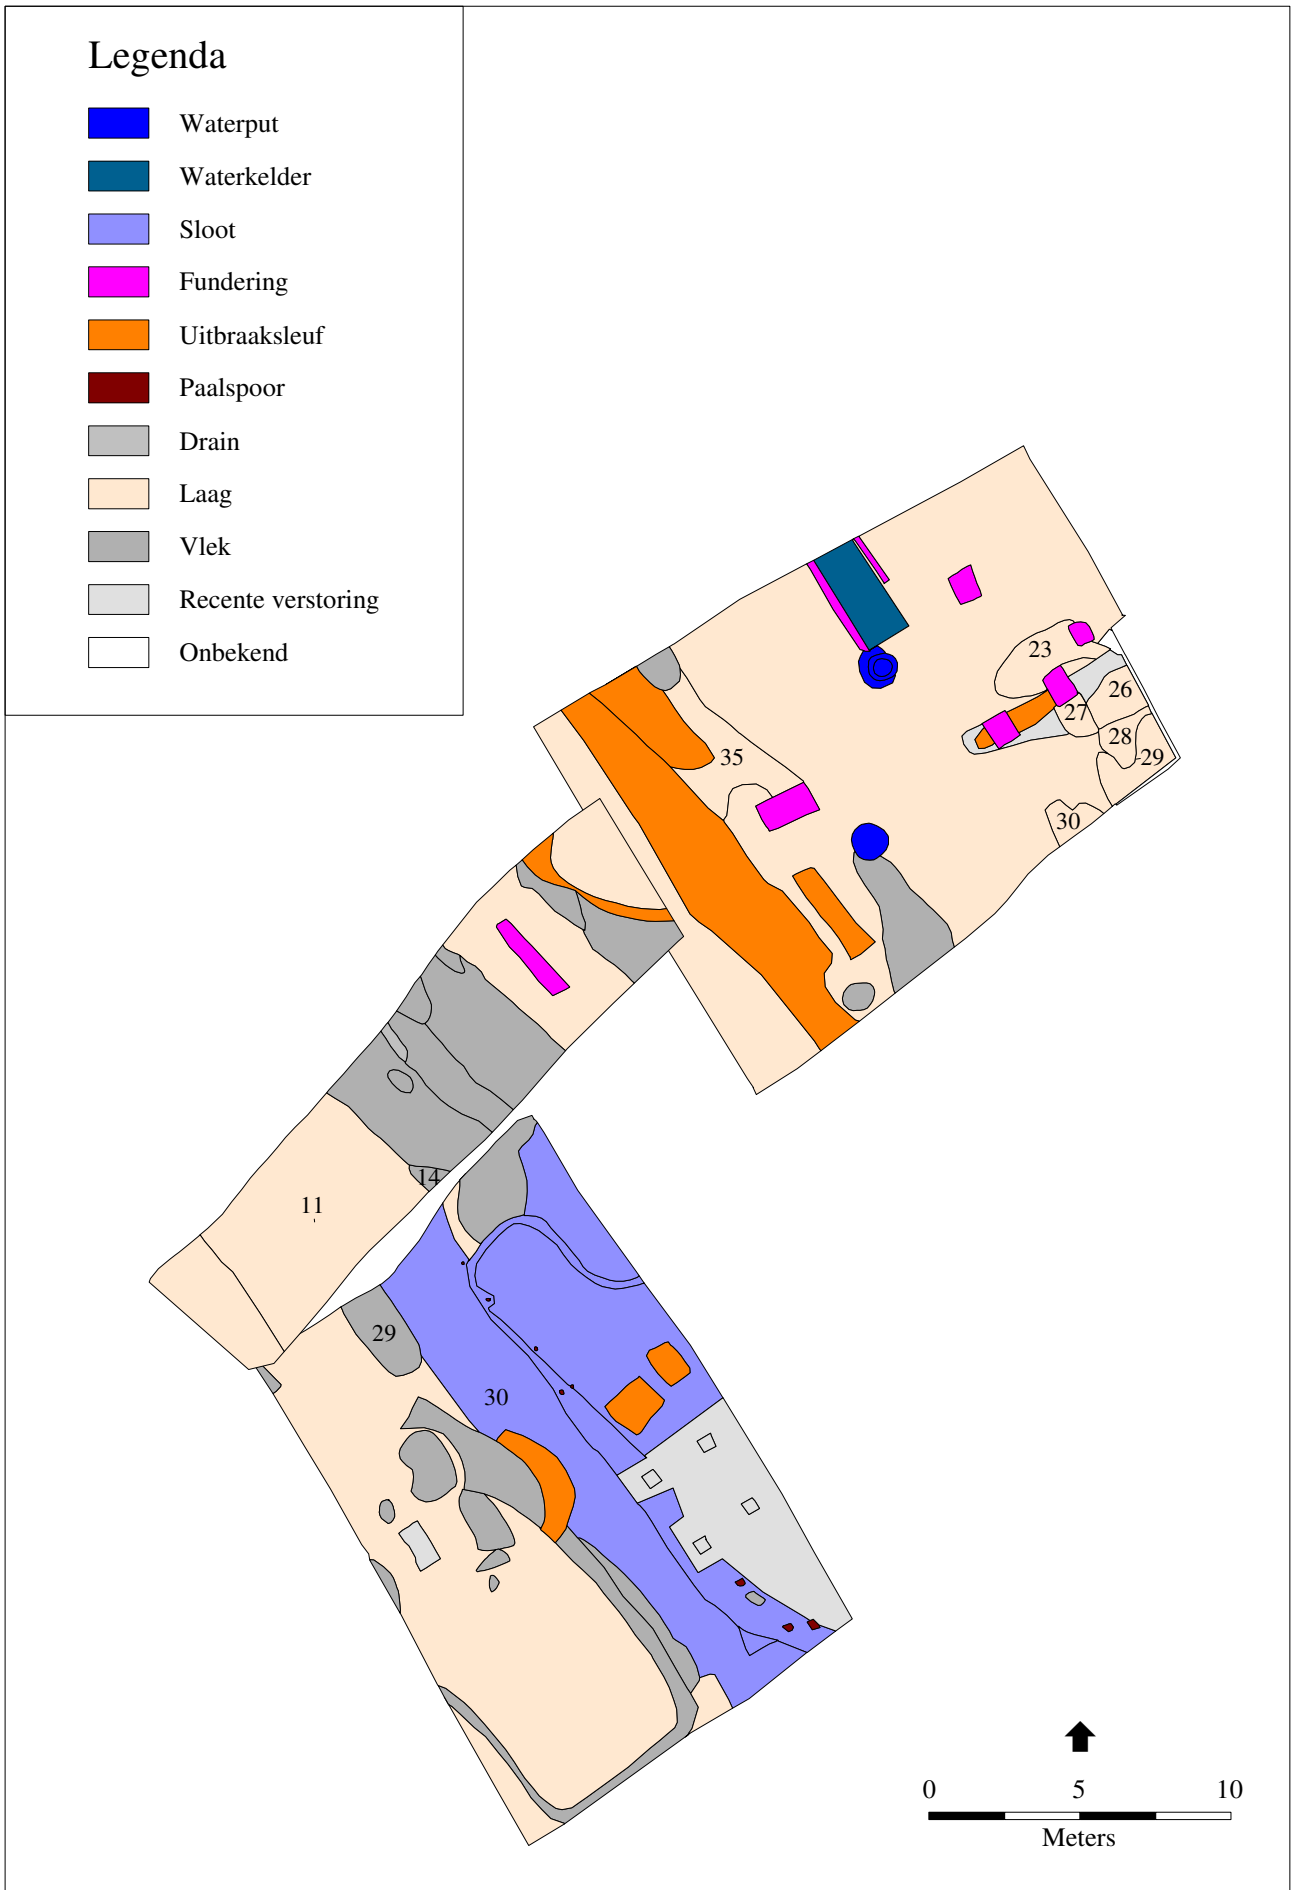 Legenda
Waterput
Waterkelder
Sloot
Fundering
Uitbraaksleuf
Paalspoor
Drain
Laag
Vlek
Recente verstoring
Onbekend
23
26
27
28
29
35
30
14
11
29
30
0 5 10
Meters